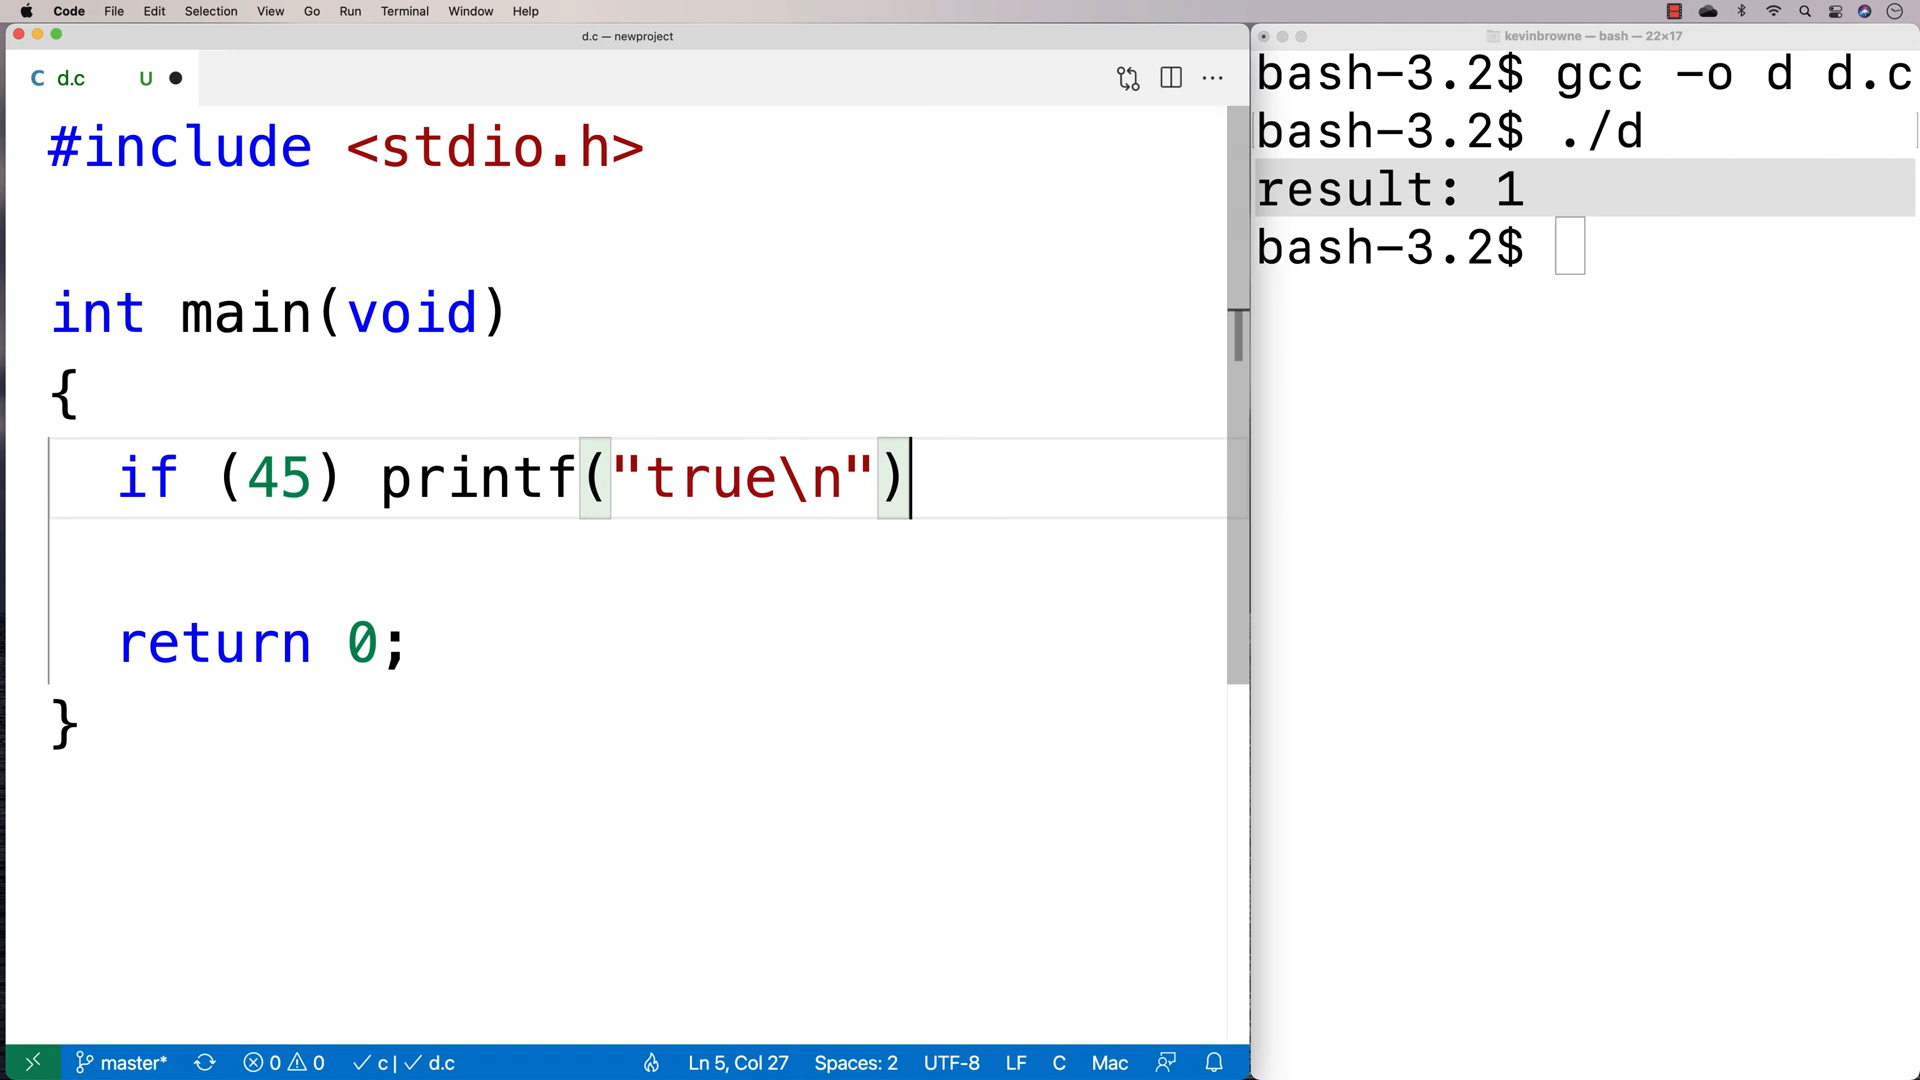 Code File Edit Selection View Go Run Terminal Window Help
d.c — newproject
C d.c U
#include <stdio.h>
int main(void)
{
if (45) printf("true\n")
return 0;
}
master* 0 0 c | d.c Ln 5, Col 27 Spaces: 2 UTF-8 LF C Mac
kevinbrowne — bash — 22×17
bash-3.2$ gcc -o d d.c
bash-3.2$ ./d
result: 1
bash-3.2$